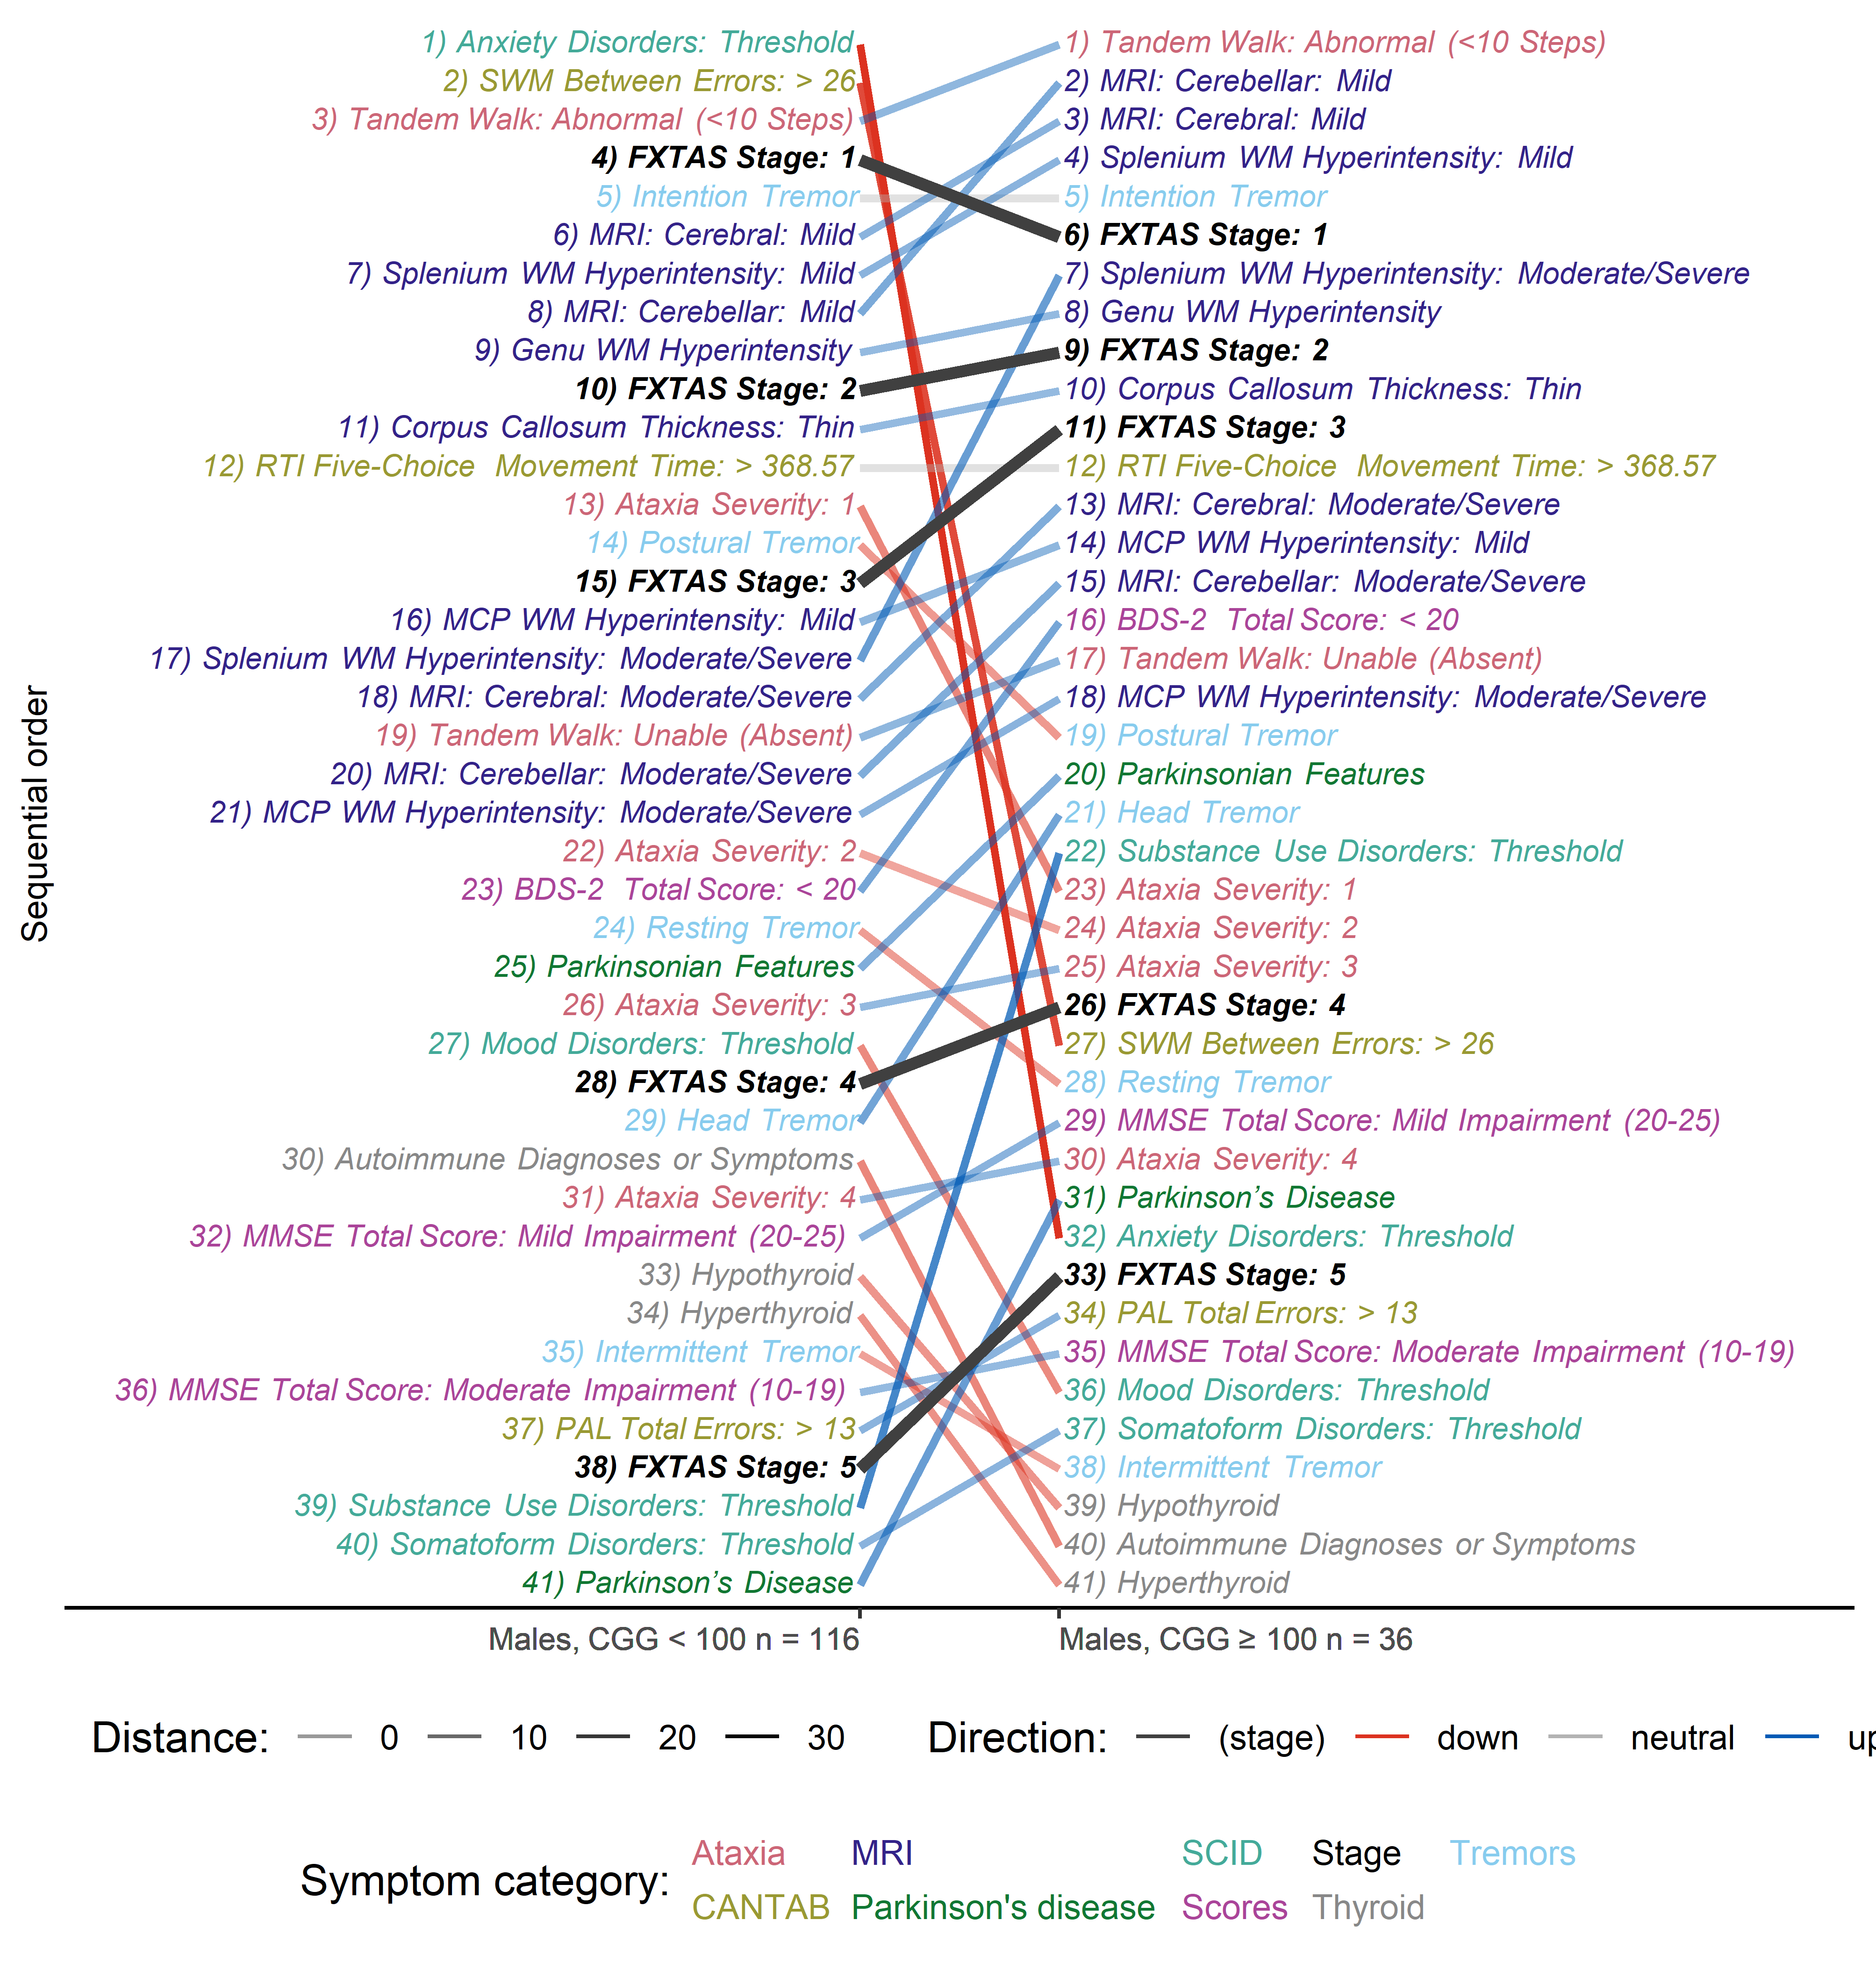 1) Anxiety Disorders: Threshold
2) SWM Between Errors: > 26
3) Tandem Walk: Abnormal (<10 Steps)
4) FXTAS Stage: 1
5) Intention Tremor
6) MRI: Cerebral: Mild
7) Splenium WM Hyperintensity: Mild
8) MRI: Cerebellar: Mild
9) Genu WM Hyperintensity
10) FXTAS Stage: 2
11) Corpus Callosum Thickness: Thin
12) RTI Five-Choice Movement Time: > 368.57
13) Ataxia Severity: 1
14) Postural Tremor
15) FXTAS Stage: 3
16) MCP WM Hyperintensity: Mild
17) Splenium WM Hyperintensity: Moderate/Severe
18) MRI: Cerebral: Moderate/Severe
19) Tandem Walk: Unable (Absent)
20) MRI: Cerebellar: Moderate/Severe
21) MCP WM Hyperintensity: Moderate/Severe
22) Ataxia Severity: 2
23) BDS-2 Total Score: < 20
24) Resting Tremor
25) Parkinsonian Features
26) Ataxia Severity: 3
27) Mood Disorders: Threshold
28) FXTAS Stage: 4
29) Head Tremor
30) Autoimmune Diagnoses or Symptoms
31) Ataxia Severity: 4
32) MMSE Total Score: Mild Impairment (20-25)
33) Hypothyroid
34) Hyperthyroid
35) Intermittent Tremor
36) MMSE Total Score: Moderate Impairment (10-19)
37) PAL Total Errors: > 13
38) FXTAS Stage: 5
39) Substance Use Disorders: Threshold
40) Somatoform Disorders: Threshold
41) Parkinson's Disease
1) Tandem Walk: Abnormal (<10 Steps)
2) MRI: Cerebellar: Mild
3) MRI: Cerebral: Mild
4) Splenium WM Hyperintensity: Mild
5) Intention Tremor
6) FXTAS Stage: 1
7) Splenium WM Hyperintensity: Moderate/Severe
8) Genu WM Hyperintensity
9) FXTAS Stage: 2
10) Corpus Callosum Thickness: Thin
11) FXTAS Stage: 3
12) RTI Five-Choice Movement Time: > 368.57
13) MRI: Cerebral: Moderate/Severe
14) MCP WM Hyperintensity: Mild
15) MRI: Cerebellar: Moderate/Severe
16) BDS-2 Total Score: < 20
17) Tandem Walk: Unable (Absent)
18) MCP WM Hyperintensity: Moderate/Severe
19) Postural Tremor
20) Parkinsonian Features
21) Head Tremor
22) Substance Use Disorders: Threshold
23) Ataxia Severity: 1
24) Ataxia Severity: 2
25) Ataxia Severity: 3
26) FXTAS Stage: 4
27) SWM Between Errors: > 26
28) Resting Tremor
29) MMSE Total Score: Mild Impairment (20-25)
30) Ataxia Severity: 4
31) Parkinson's Disease
32) Anxiety Disorders: Threshold
33) FXTAS Stage: 5
34) PAL Total Errors: > 13
35) MMSE Total Score: Moderate Impairment (10-19)
36) Mood Disorders: Threshold
37) Somatoform Disorders: Threshold
38) Intermittent Tremor
39) Hypothyroid
40) Autoimmune Diagnoses or Symptoms
41) Hyperthyroid
Sequential order
Males, CGG < 100 n = 116
Males, CGG ≥ 100 n = 36
Distance: 0 10 20 30
Direction: (stage) down neutral
Symptom category:
Ataxia MRI SCID Stage Tremors
CANTAB Parkinson's disease Scores Thyroid